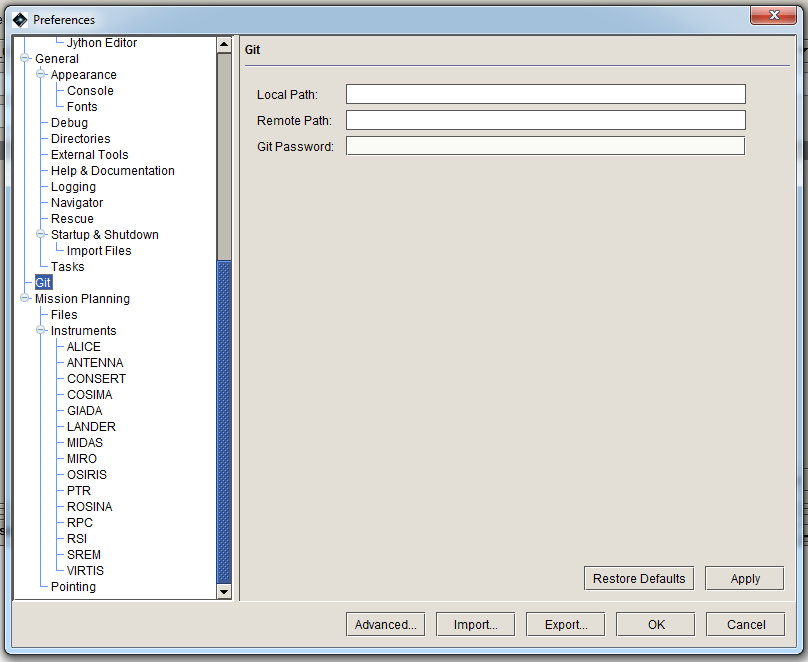 Preferences
Jython Editor
General
Appearance
Console
Fonts
Debug
Directories
External Tools
Help & Documentation
Logging
Navigator
Rescue
Startup & Shutdown
Import Files
Tasks
Git
Mission Planning
Files
Instruments
ALICE
ANTENNA
CONSERT
COSIMA
GIADA
LANDER
MIDAS
MIRO
OSIRIS
PTR
ROSINA
RPC
RSI
SREM
VIRTIS
Pointing
Git
Local Path:
Remote Path:
Git Password:
Restore Defaults
Apply
Advanced...
Import...
Export...
OK
Cancel